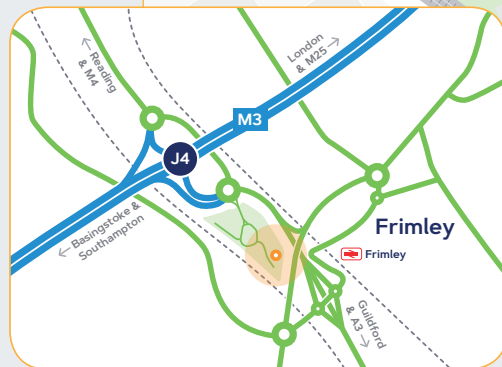 Reading
& M4
London
& M25
M3
J4
Basingstoke &
Southampton
Frimley
Frimley
Guildford
& A3